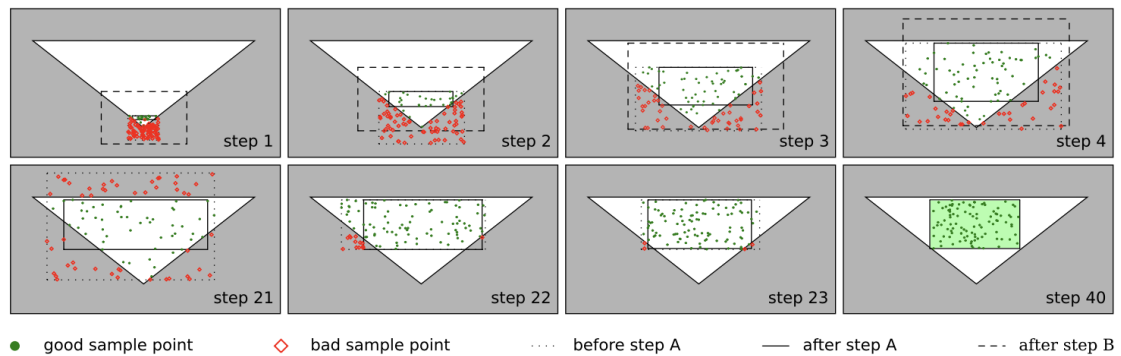 step 1
step 2
step 3
step 4
step 21
step 22
step 23
step 40
good sample point
bad sample point
before step A
after step A
after step B